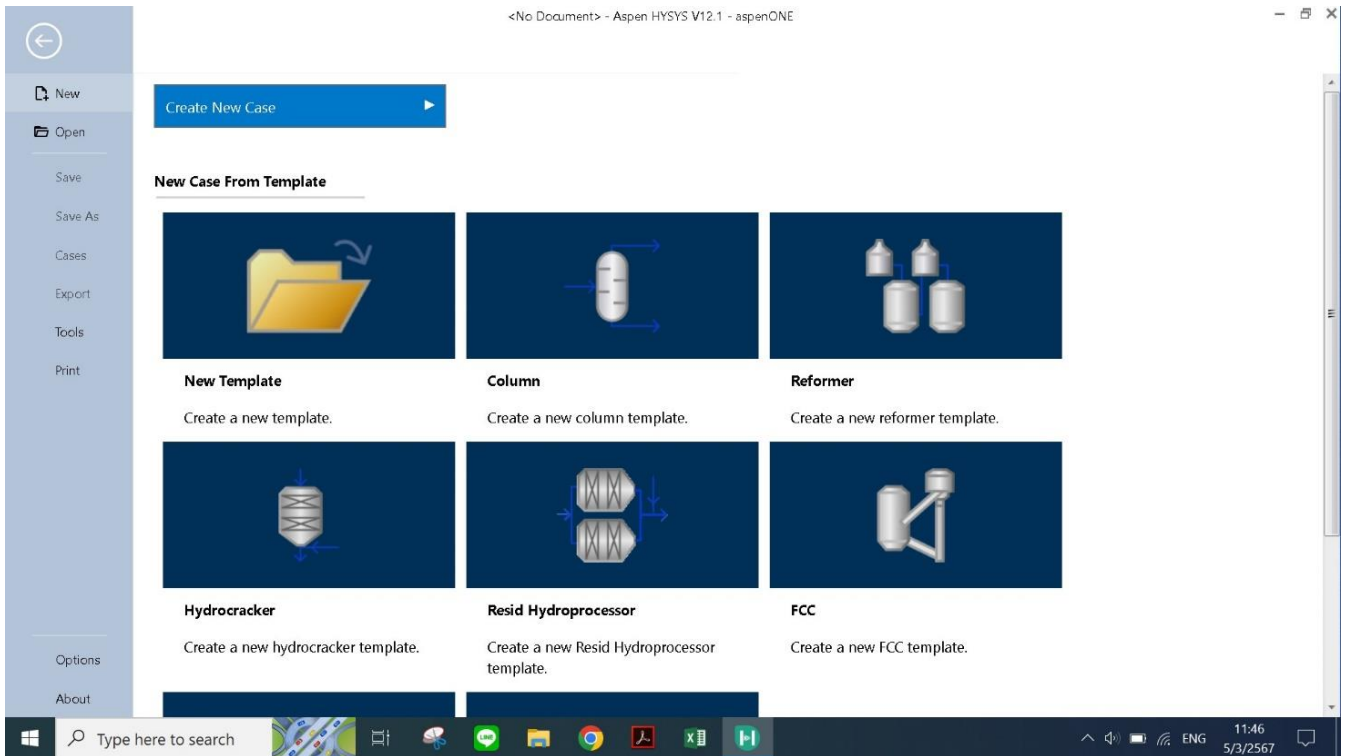 <No Document> - Aspen HYSYS V12.1 - aspenONE
New
Open
Save
Save As
Cases
Export
Tools
Print
Options
About
Create New Case
New Case From Template
New Template
Create a new template.
Column
Create a new column template.
Reformer
Create a new reformer template.
Hydrocracker
Create a new hydrocracker template.
Resid Hydroprocessor
Create a new Resid Hydroprocessor
template.
FCC
Create a new FCC template.
Type here to search
LINE
ENG
11:46
5/3/2567